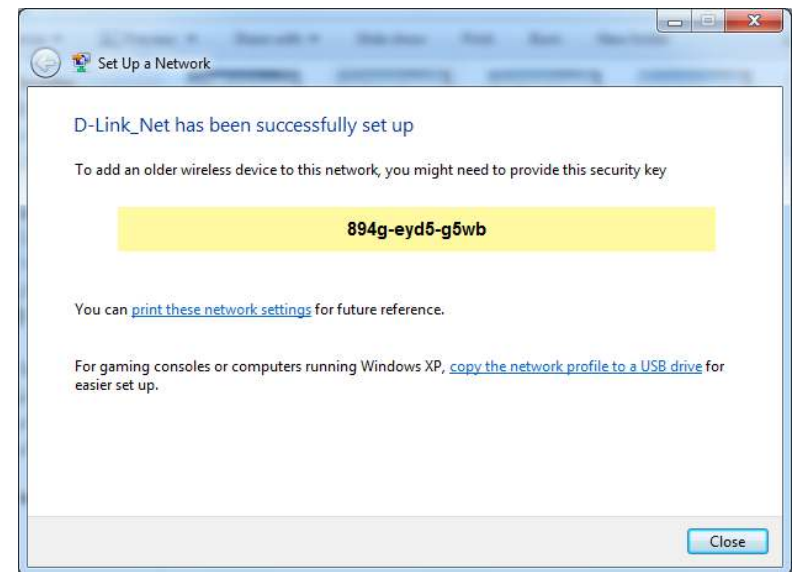 Set Up a Network
D-Link_Net has been successfully set up
To add an older wireless device to this network, you might need to provide this security key
894g-eyd5-g5wb
You can print these network settings for future reference.
For gaming consoles or computers running Windows XP, copy the network profile to a USB drive for
easier set up.
Close